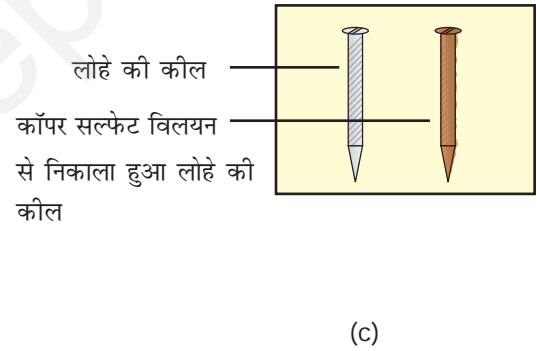 लोहे की कील
कॉपर सल्फेट विलयन
से निकाला हुआ लोहे की
कील
(c)